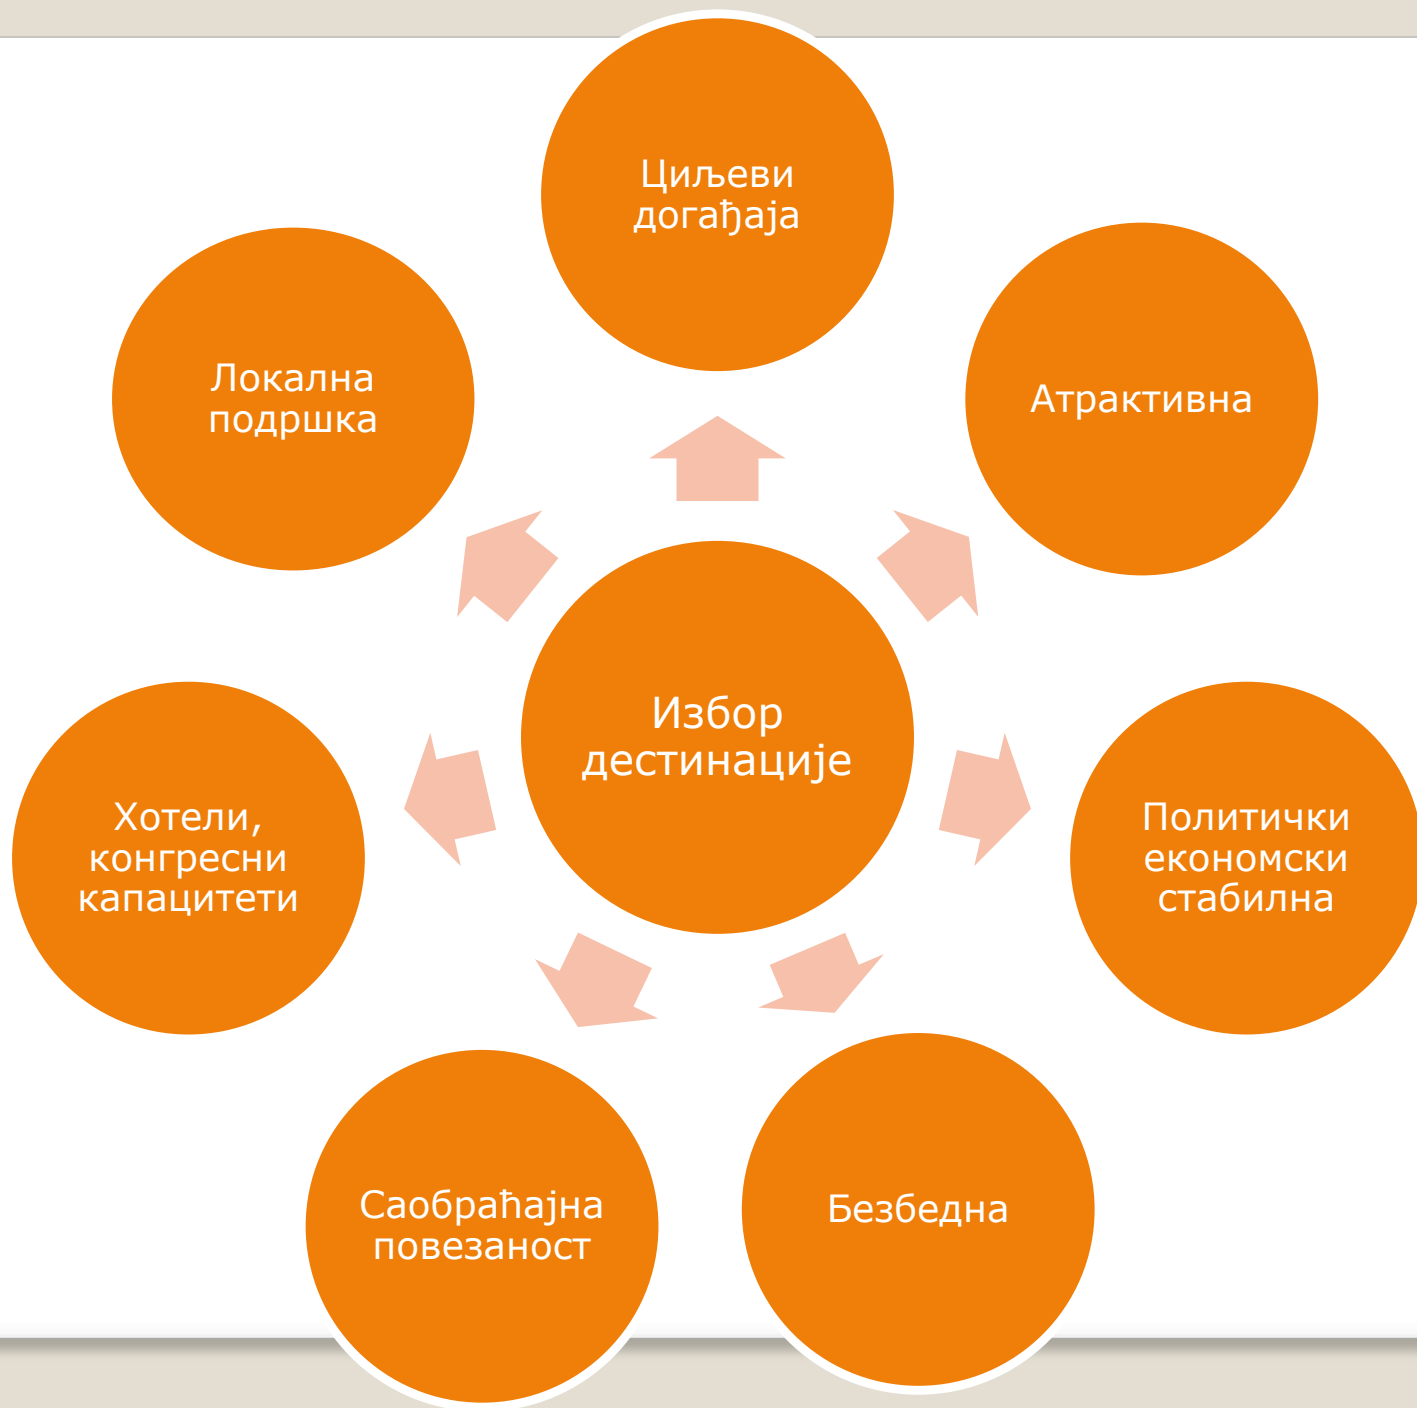 Циљеви
догађаја
Атрактивна
Политички
економски
стабилна
Безбедна
Саобраћајна
повезаност
Хотели,
конгресни
капацитети
Локална
подршка
Избор
дестинације